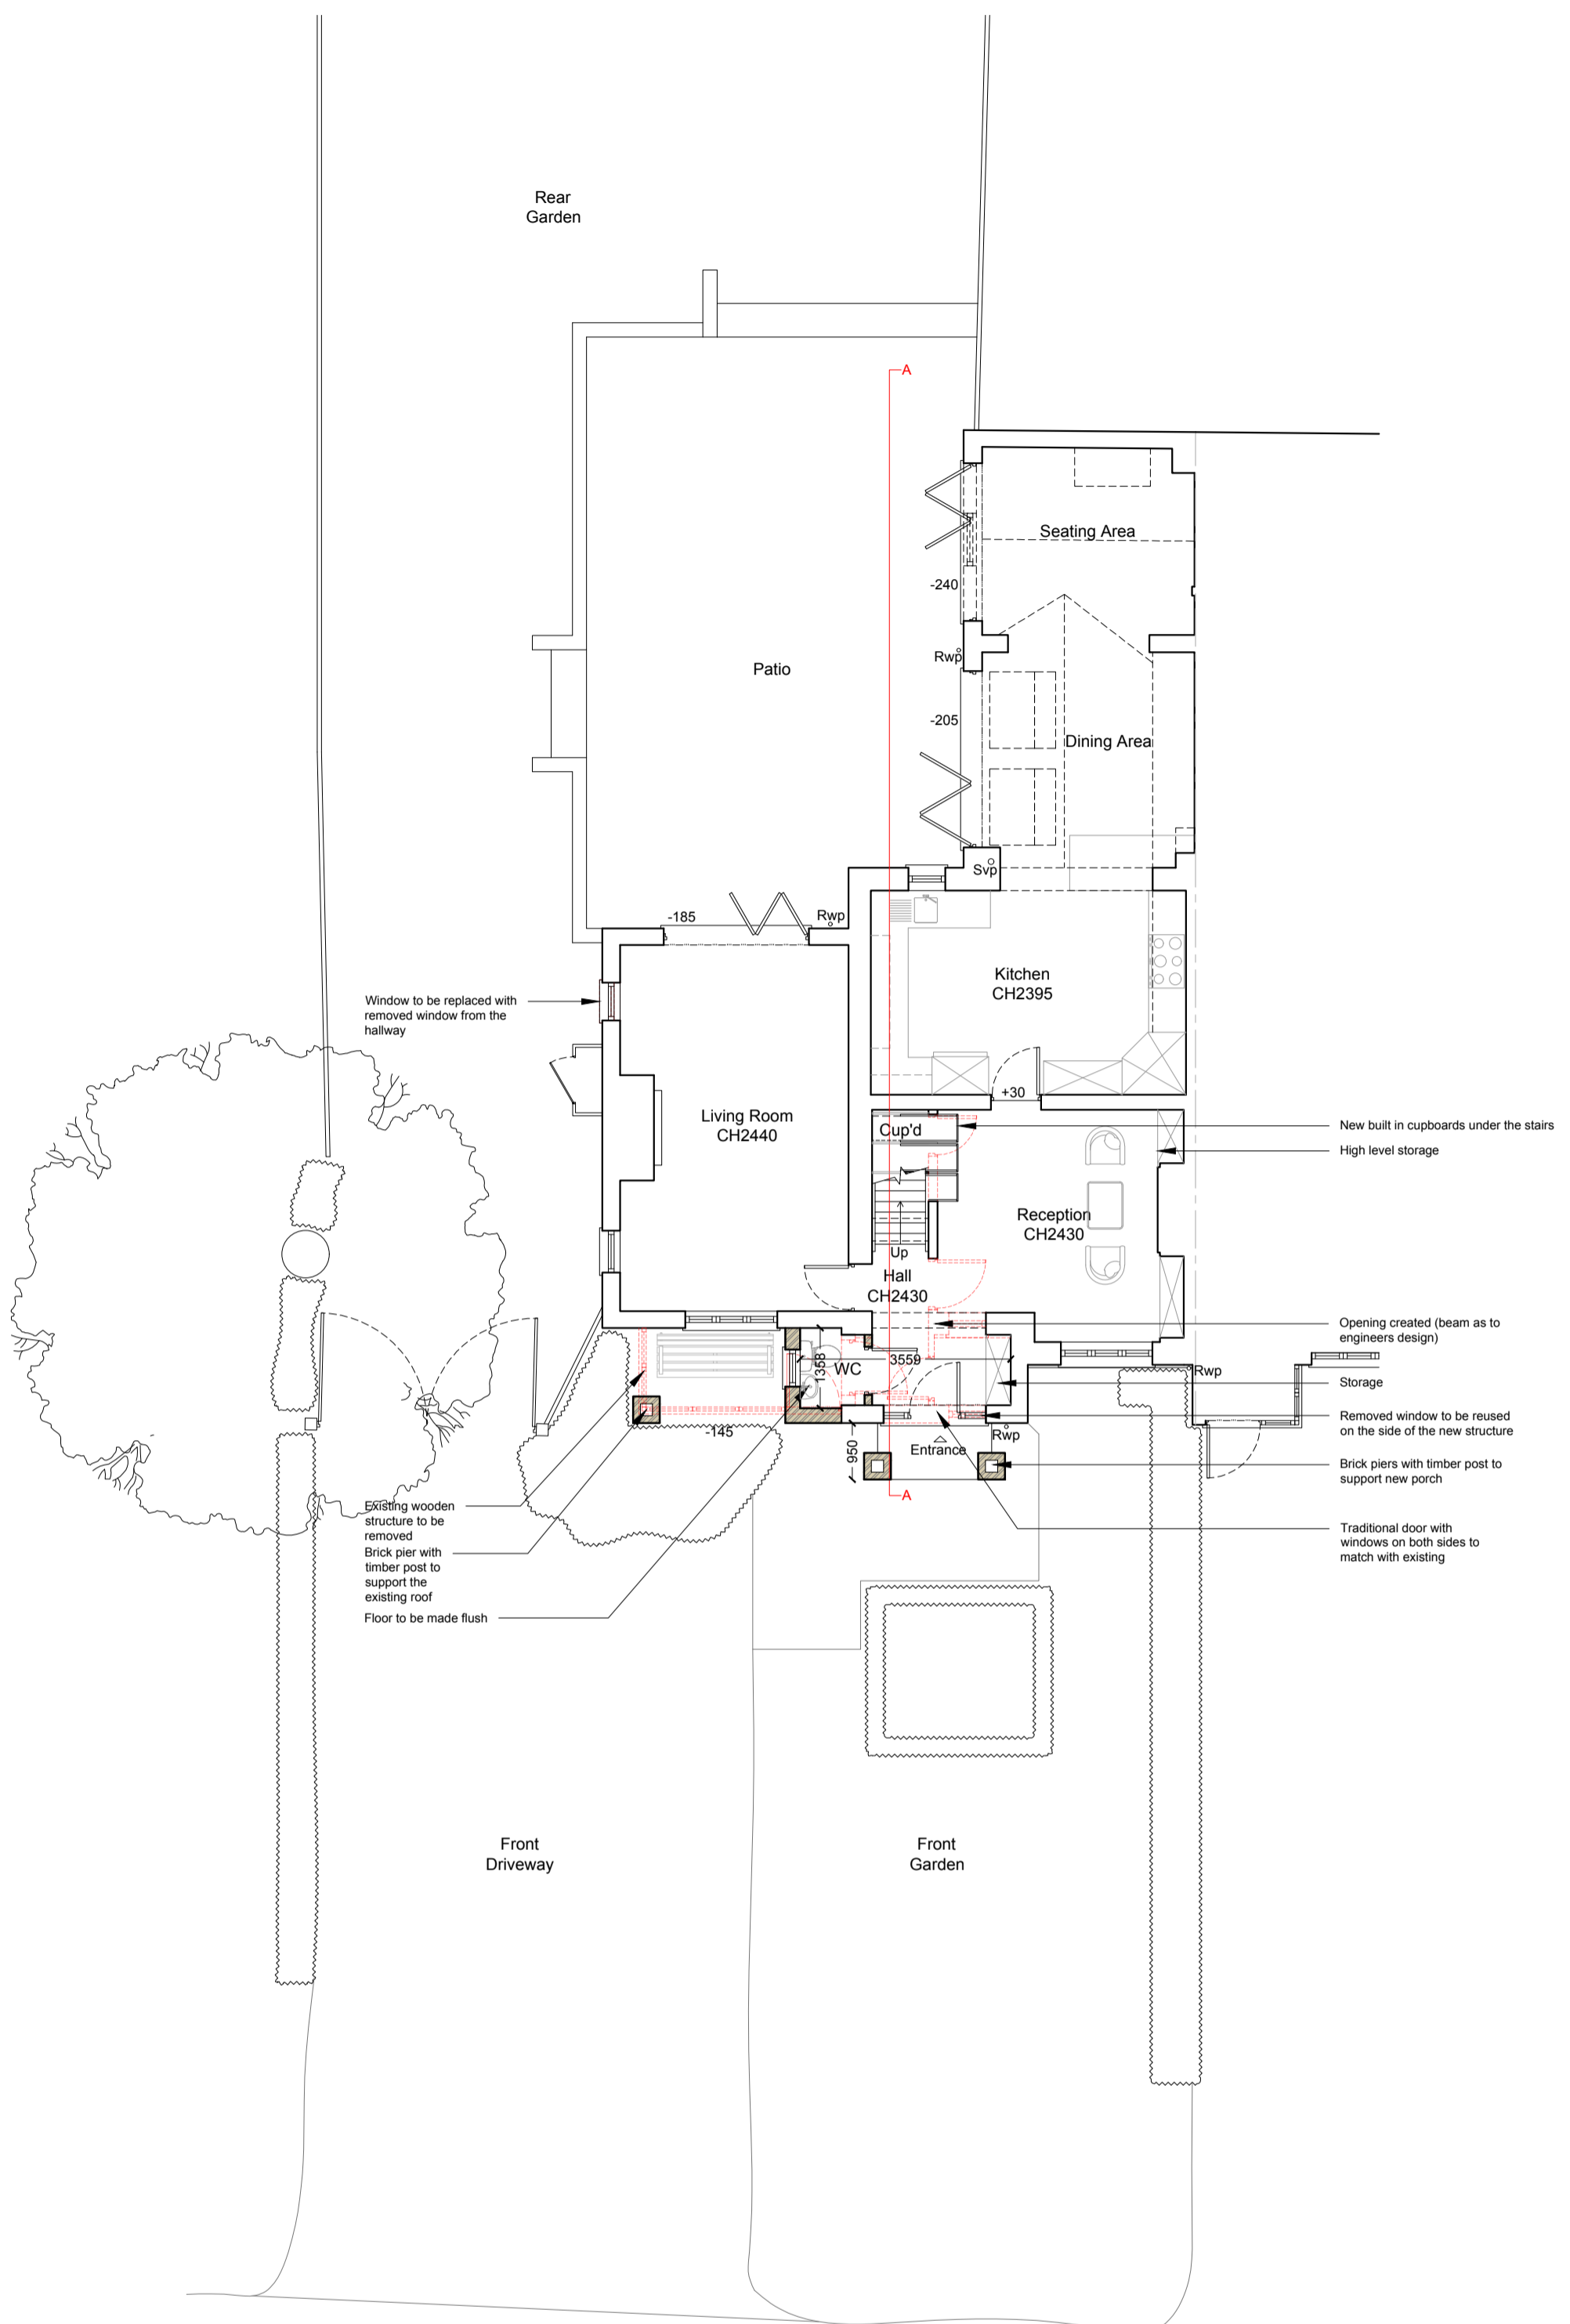 Rear
Garden
A
Seating Area
-240
Rwp
Patio
-205
Dining Area
Svp
-185
Rwp
Kitchen
CH2395
Window to be replaced with
removed window from the
hallway
+30
Living Room
CH2440
Cup'd
New built in cupboards under the stairs
High level storage
Reception
CH2430
Up
Hall
CH2430
Opening created (beam as to
engineers design)
1358
WC
3559
Rwp
Storage
Removed window to be reused
on the side of the new structure
-145
950
Entrance
Rwp
Brick piers with timber post to
support new porch
A
Existing wooden
structure to be
removed
Traditional door with
windows on both sides to
match with existing
Brick pier with
timber post to
support the
existing roof
Floor to be made flush
Front
Driveway
Front
Garden